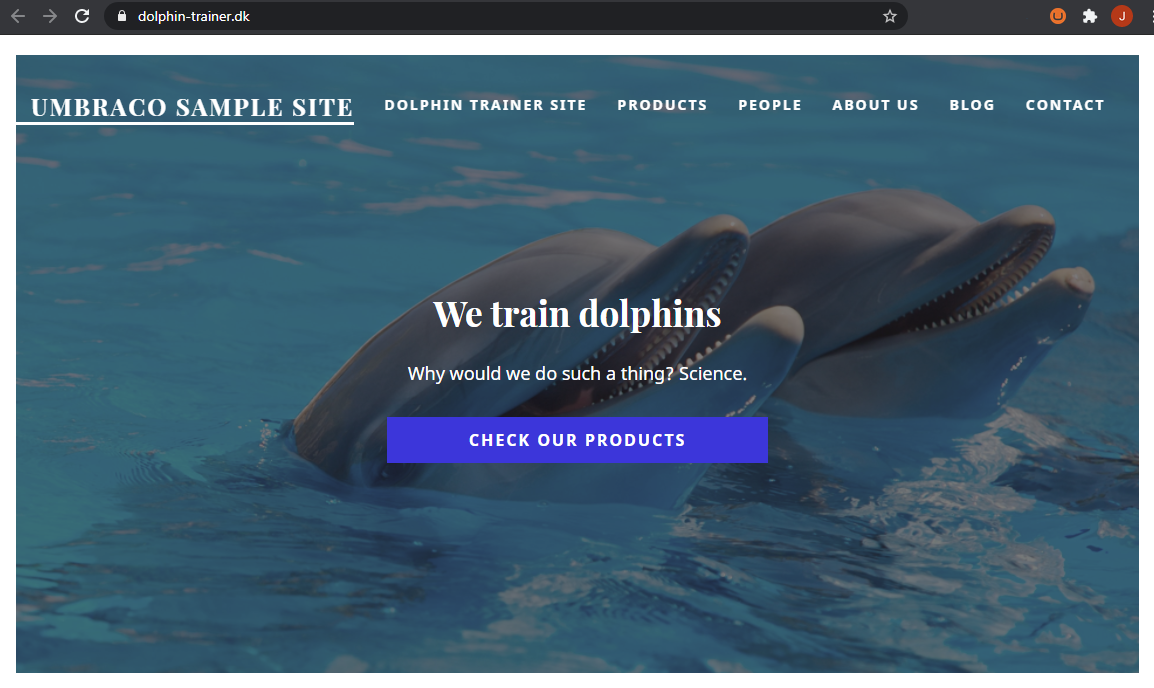 dolphin-trainer.dk
J
UMBRACO SAMPLE SITE
DOLPHIN TRAINER SITE
PRODUCTS
PEOPLE
ABOUT US
BLOG
CONTACT
We train dolphins
Why would we do such a thing? Science.
CHECK OUR PRODUCTS